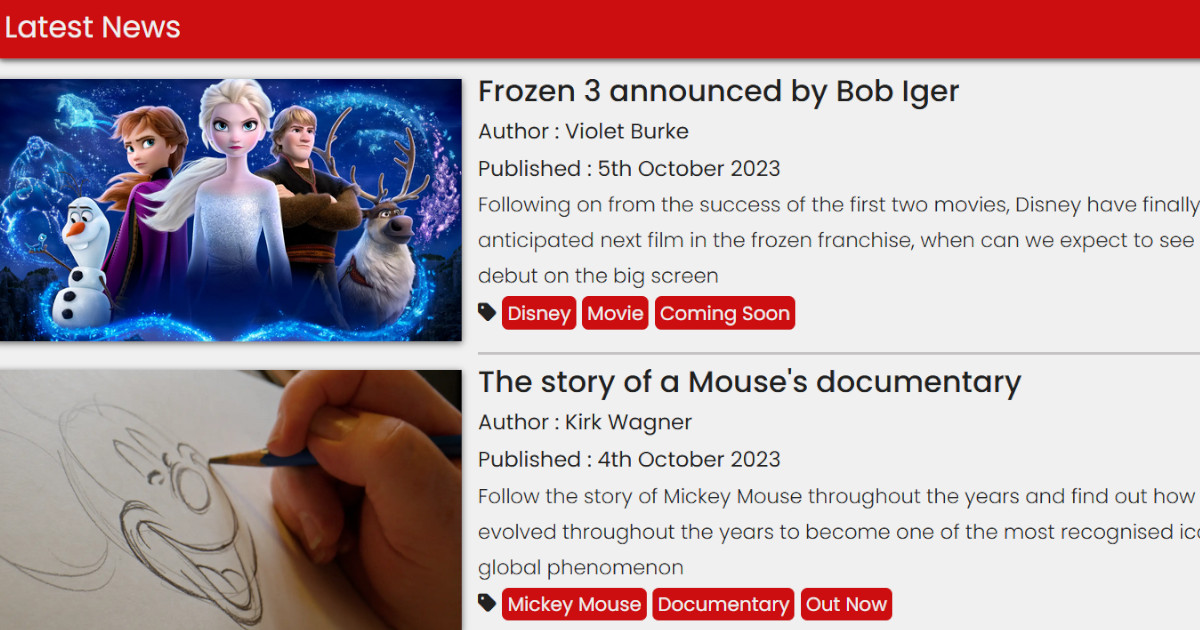 Latest News
Frozen 3 announced by Bob Iger
Author : Violet Burke
Published : 5th October 2023
Following on from the success of the first two movies, Disney have finally
anticipated next film in the frozen franchise, when can we expect to see
debut on the big screen
Disney Movie Coming Soon
The story of a Mouse's documentary
Author : Kirk Wagner
Published : 4th October 2023
Follow the story of Mickey Mouse throughout the years and find out how
evolved throughout the years to become one of the most recognised
global phenomenon
Mickey Mouse Documentary Out Now